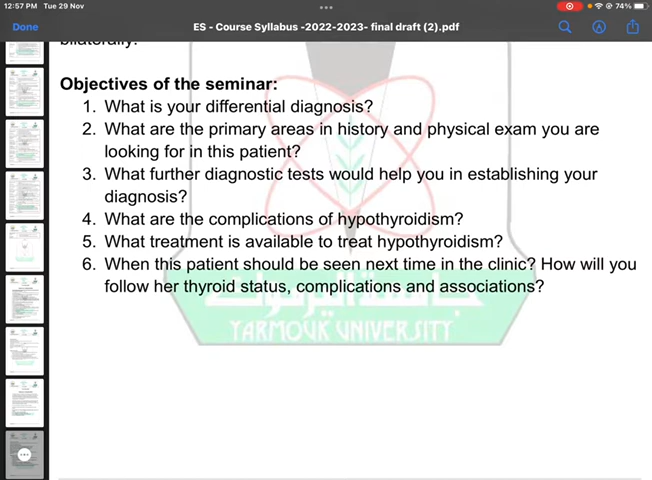 12:57 PM Tue 29 Nov
74%
Done
ES - Course Syllabus -2022-2023- final draft (2).pdf
bilaterally.
Objectives of the seminar:
1. What is your differential diagnosis?
2. What are the primary areas in history and physical exam you are
looking for in this patient?
3. What further diagnostic tests would help you in establishing your
diagnosis?
4. What are the complications of hypothyroidism?
5. What treatment is available to treat hypothyroidism?
6. When this patient should be seen next time in the clinic? How will you
follow her thyroid status, complications and associations?
جامعة اليرموك
YARMOUK UNIVERSITY